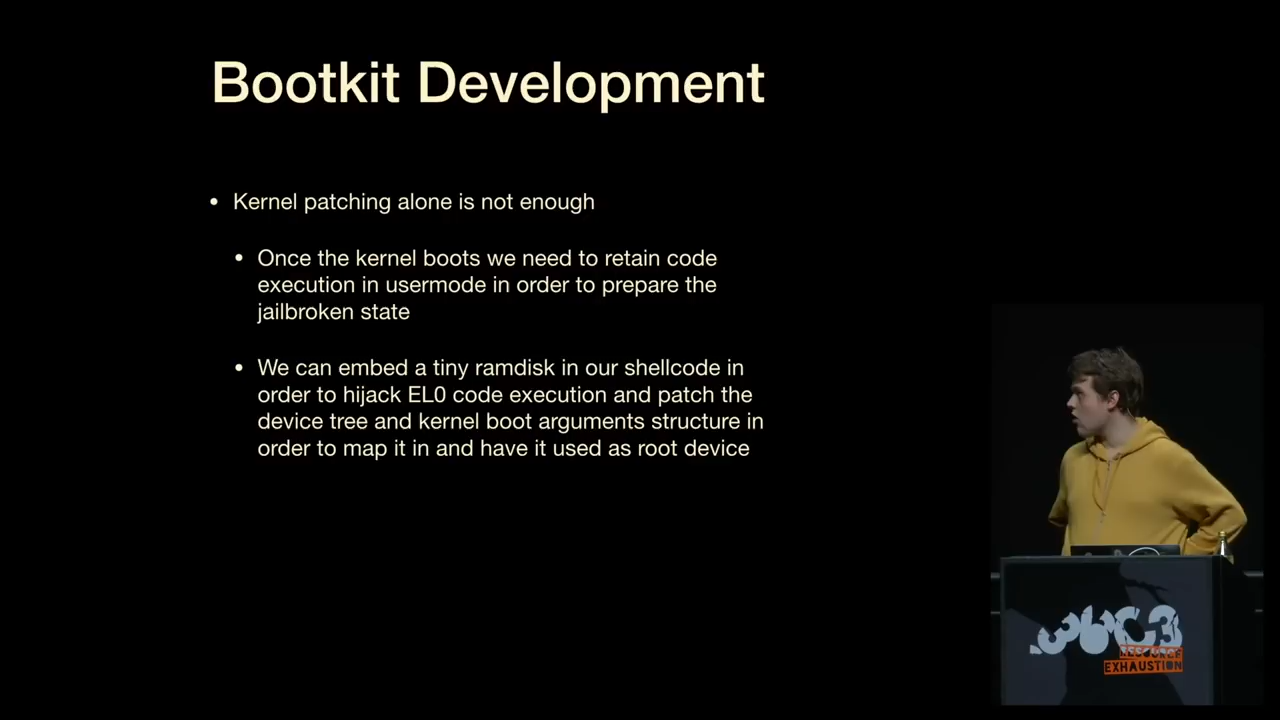 Bootkit Development
• Kernel patching alone is not enough
• Once the kernel boots we need to retain code
execution in usermode in order to prepare the
jailbroken state
• We can embed a tiny ramdisk in our shellcode in
order to hijack EL0 code execution and patch the
device tree and kernel boot arguments structure in
order to map it in and have it used as root device
36C3
RESOURCE
EXHAUSTION